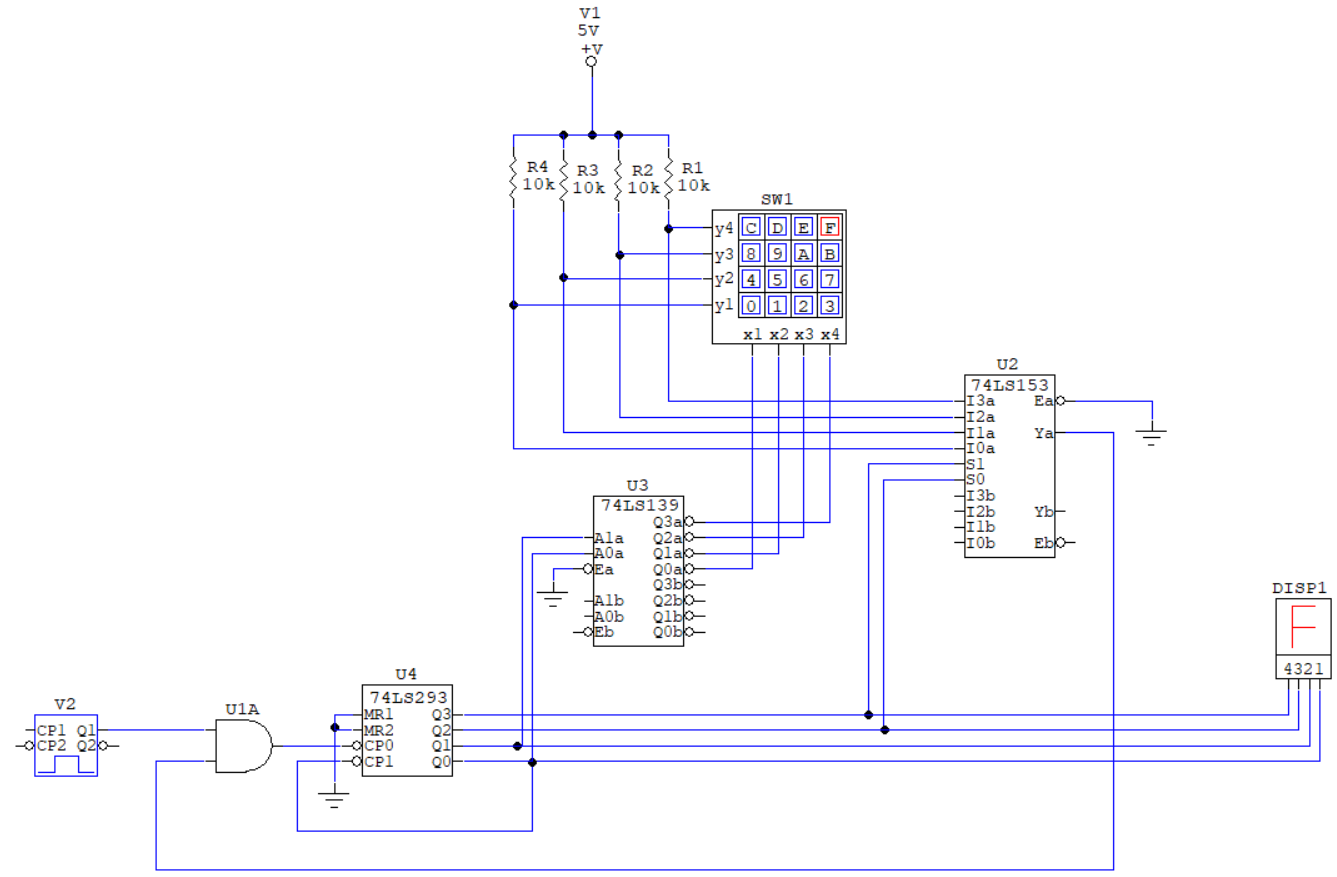 V1
5V
+V
R4
10k
R3
10k
R2
10k
R1
10k
SW1
y4 C D E F
y3 8 9 A B
y2 4 5 6 7
y1 0 1 2 3
x1 x2 x3 x4
U2
74LS153
I3a Ea
I2a
I1a Ya
I0a
S1
S0
I3b
I2b Yb
I1b
I0b Eb
U3
74LS139
Q3a
A1a Q2a
A0a Q1a
Ea Q0a
Q3b
A1b Q2b
A0b Q1b
Eb Q0b
DISP1
F
4321
U4
74LS293
MR1 Q3
MR2 Q2
CP0 Q1
CP1 Q0
V2
CP1 Q1
CP2 Q2
U1A